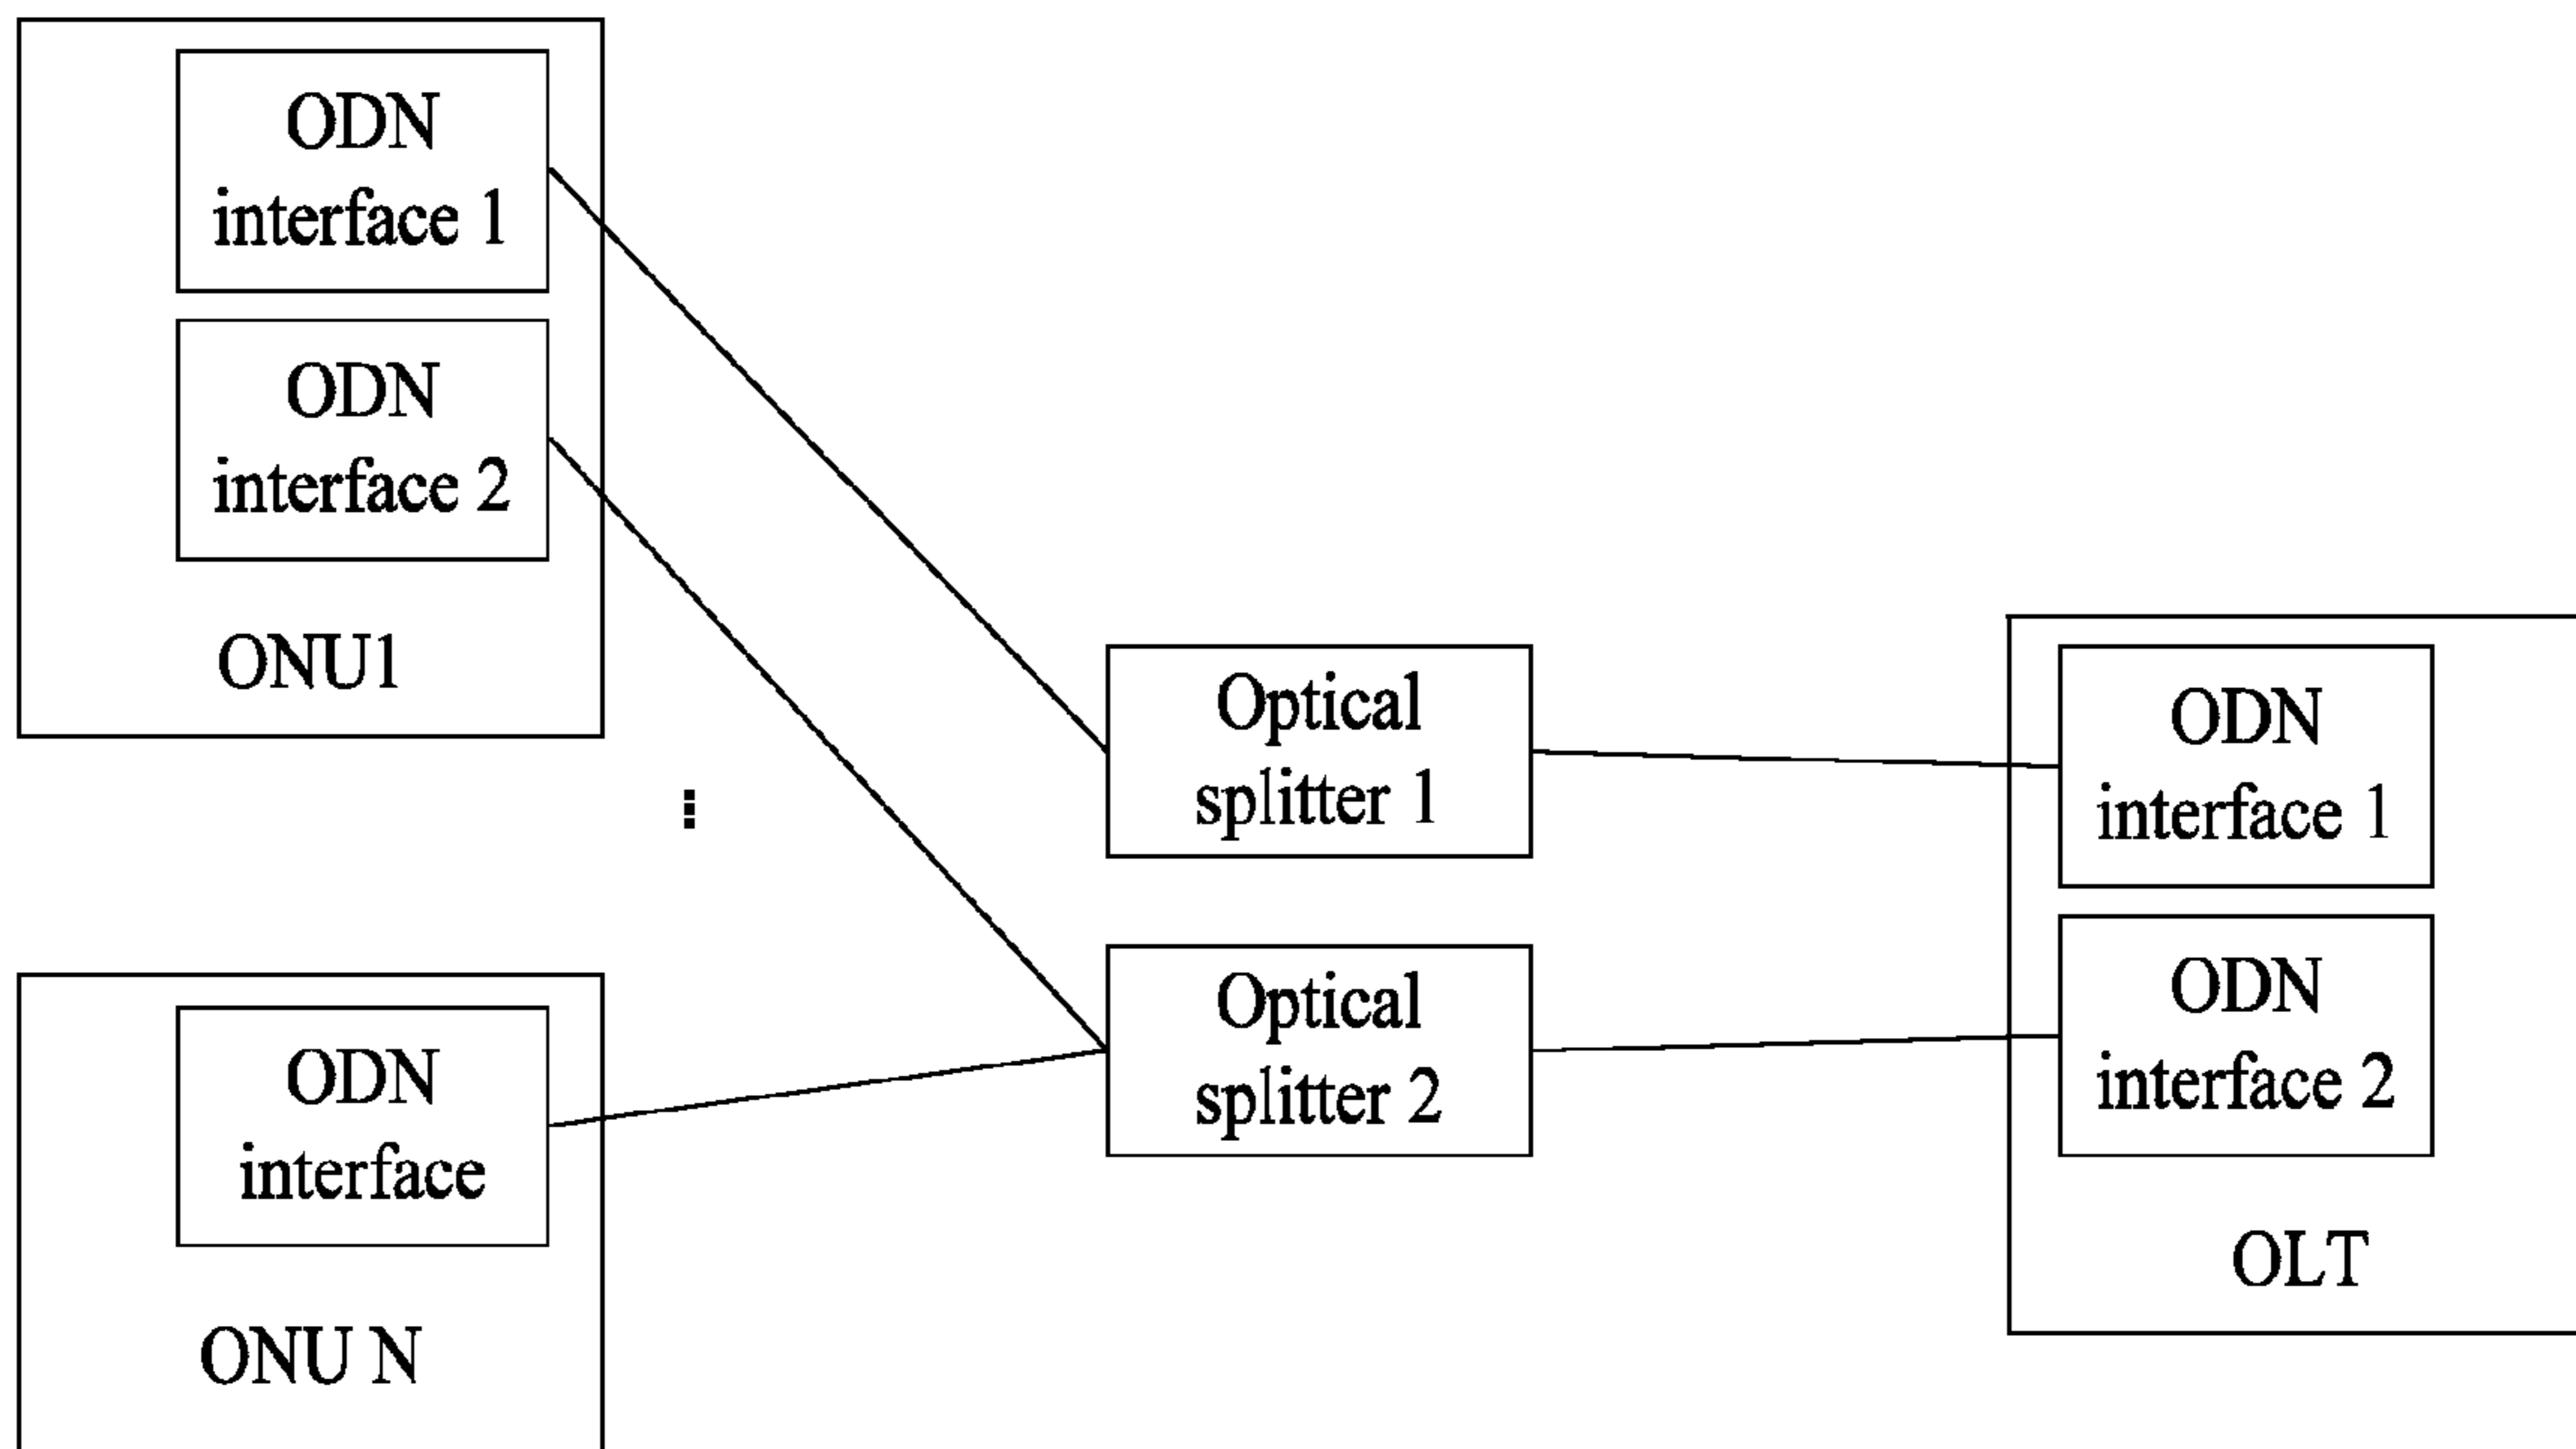 ODN
interface 1
ODN
interface 2
ONU1
Optical
splitter 1
Optical
splitter 2
ODN
interface
ONU N
ODN
interface 1
ODN
interface 2
OLT